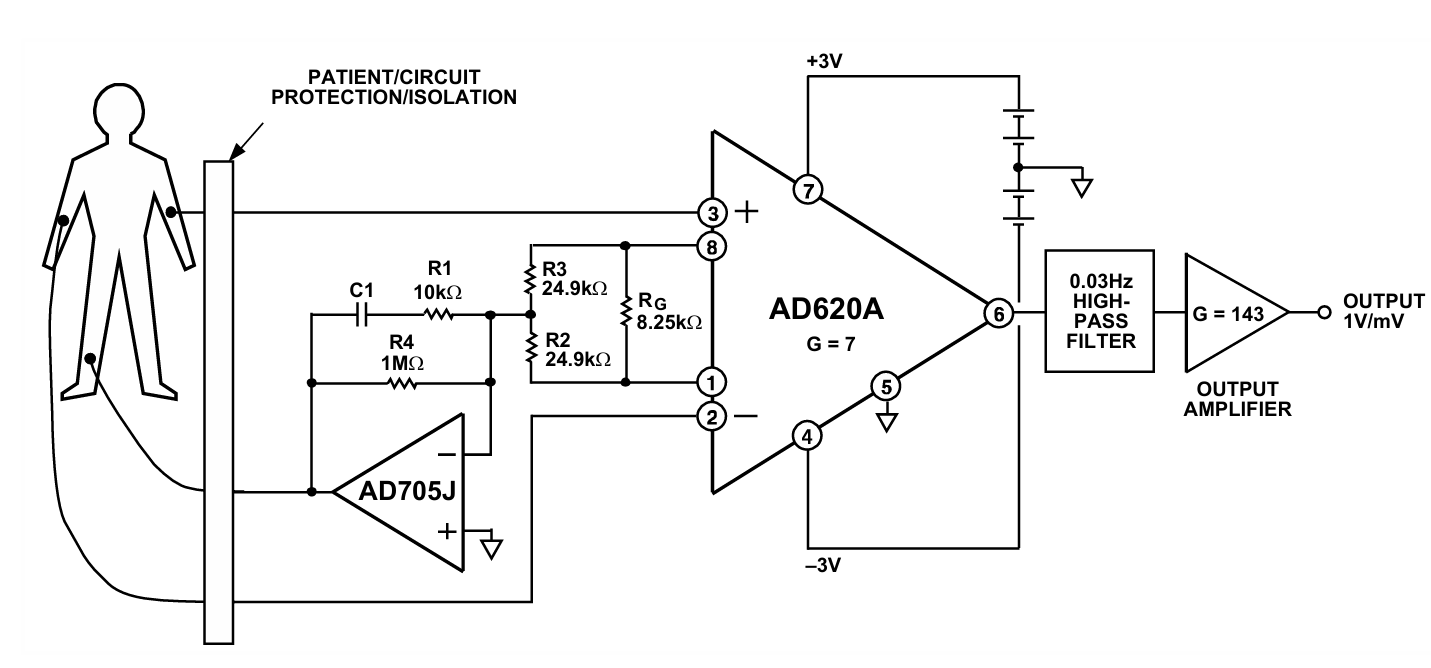 PATIENT/CIRCUIT
PROTECTION/ISOLATION
+3V
3
+
8
7
R3
24.9kΩ
R1
10kΩ
C1
RG
8.25kΩ
R2
24.9kΩ
R4
1MΩ
AD620A
G = 7
6
0.03Hz
HIGH-
PASS
FILTER
G = 143
OUTPUT
1V/mV
OUTPUT
AMPLIFIER
1
2
–
5
4
–
AD705J
+
–3V